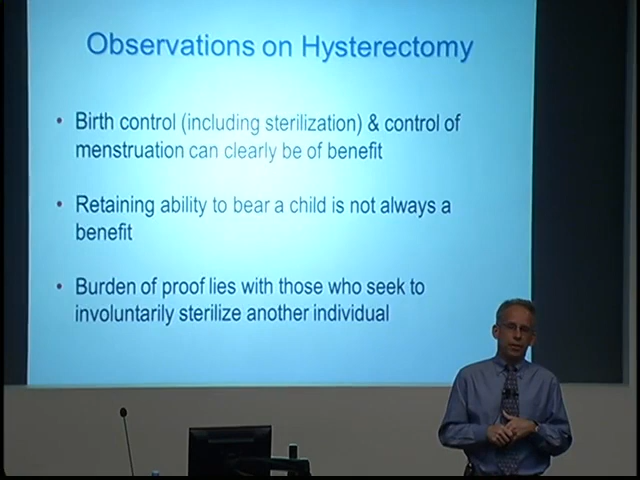 Observations on Hysterectomy
• Birth control (including sterilization) & control of
menstruation can clearly be of benefit
• Retaining ability to bear a child is not always a
benefit
• Burden of proof lies with those who seek to
involuntarily sterilize another individual